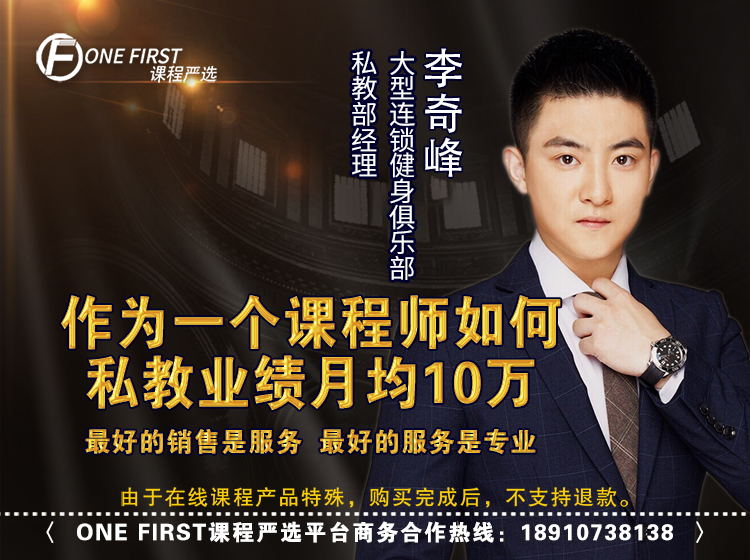 ONE FIRST
课程严选
李奇峰
大型连锁健身俱乐部
私教部经理
作为一个课程师如何
私教业绩月均10万
最好的销售是服务 最好的服务是专业
由于在线课程产品特殊，购买完成后，不支持退款。
〈 ONE FIRST课程严选平台商务合作热线：18910738138 〉